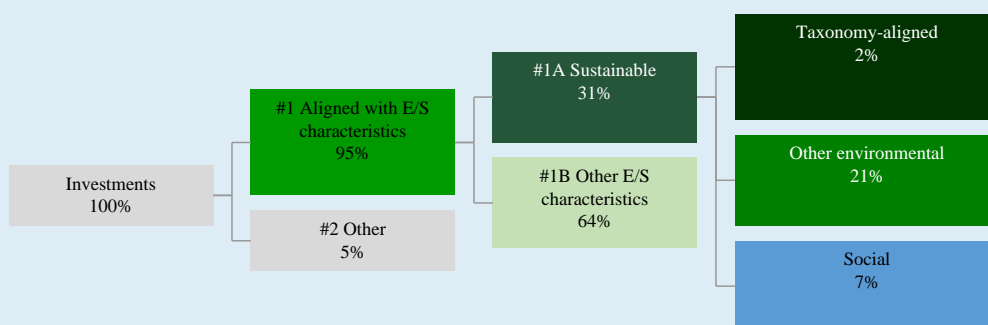 Investments
100%
#1 Aligned with E/S
characteristics
95%
#2 Other
5%
#1A Sustainable
31%
#1B Other E/S
characteristics
64%
Taxonomy-aligned
2%
Other environmental
21%
Social
7%